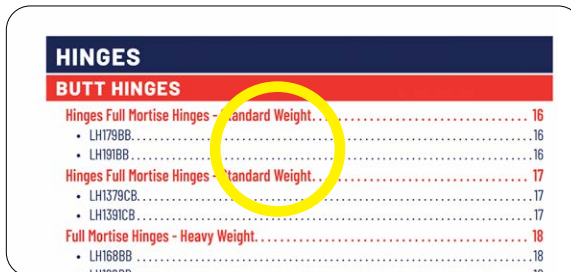 HINGES
BUTT HINGES
Hinges Full Mortise Hinges - Standard Weight. . . . . . . . . . . . . . . . . . . . . . . . . . . . . . . . 16
• LH179BB. . . . . . . . . . . . . . . . . . . . . . . . . . . . . . . . . . . . . . . . . . . . . . . . . . . . . . . . . . . . . . . . . . 16
• LH191BB. . . . . . . . . . . . . . . . . . . . . . . . . . . . . . . . . . . . . . . . . . . . . . . . . . . . . . . . . . . . . . . . . . 16
Hinges Full Mortise Hinges - Standard Weight. . . . . . . . . . . . . . . . . . . . . . . . . . . . . . . . 17
• LH1379CB. . . . . . . . . . . . . . . . . . . . . . . . . . . . . . . . . . . . . . . . . . . . . . . . . . . . . . . . . . . . . . . . . 17
• LH1391CB. . . . . . . . . . . . . . . . . . . . . . . . . . . . . . . . . . . . . . . . . . . . . . . . . . . . . . . . . . . . . . . . . 17
Full Mortise Hinges - Heavy Weight. . . . . . . . . . . . . . . . . . . . . . . . . . . . . . . . . . . . . . . . . 18
• LH168BB. . . . . . . . . . . . . . . . . . . . . . . . . . . . . . . . . . . . . . . . . . . . . . . . . . . . . . . . . . . . . . . . . . 18